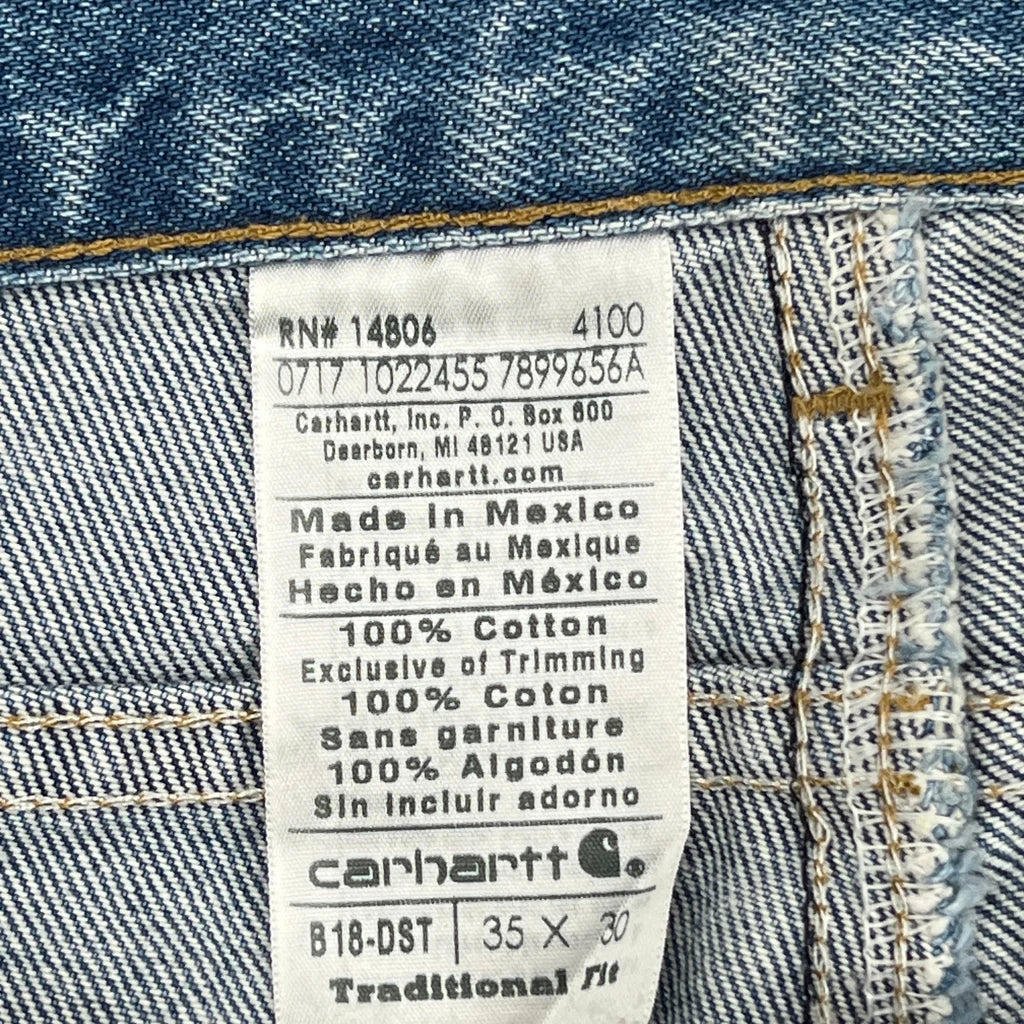 RN# 14806 4100
0717 1022455 7899656A
Carhartt, Inc. P. O. Box 600
Dearborn, MI 48121 USA
carhartt.com
Made in Mexico
Fabriqué au Mexique
Hecho en México
100% Cotton
Exclusive of Trimming
100% Coton
Sans garniture
100% Algodón
Sin incluir adorno
carhartt ®
B18-DST 35 X 30
Traditional Fit